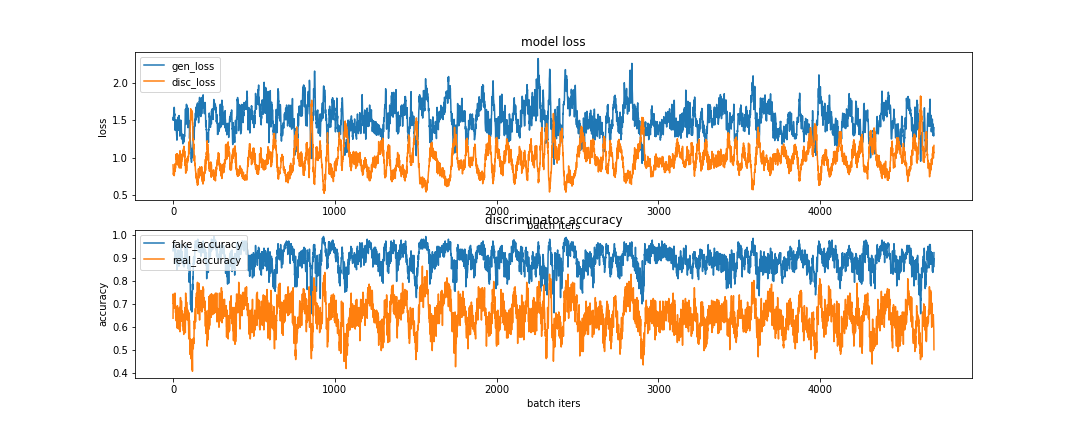 model loss
gen_loss
disc_loss
loss
2.0
1.5
1.0
0.5
0 1000 2000 3000 4000
batch iters
discriminator accuracy
fake_accuracy
real_accuracy
accuracy
1.0
0.9
0.8
0.7
0.6
0.5
0.4
0 1000 2000 3000 4000
batch iters